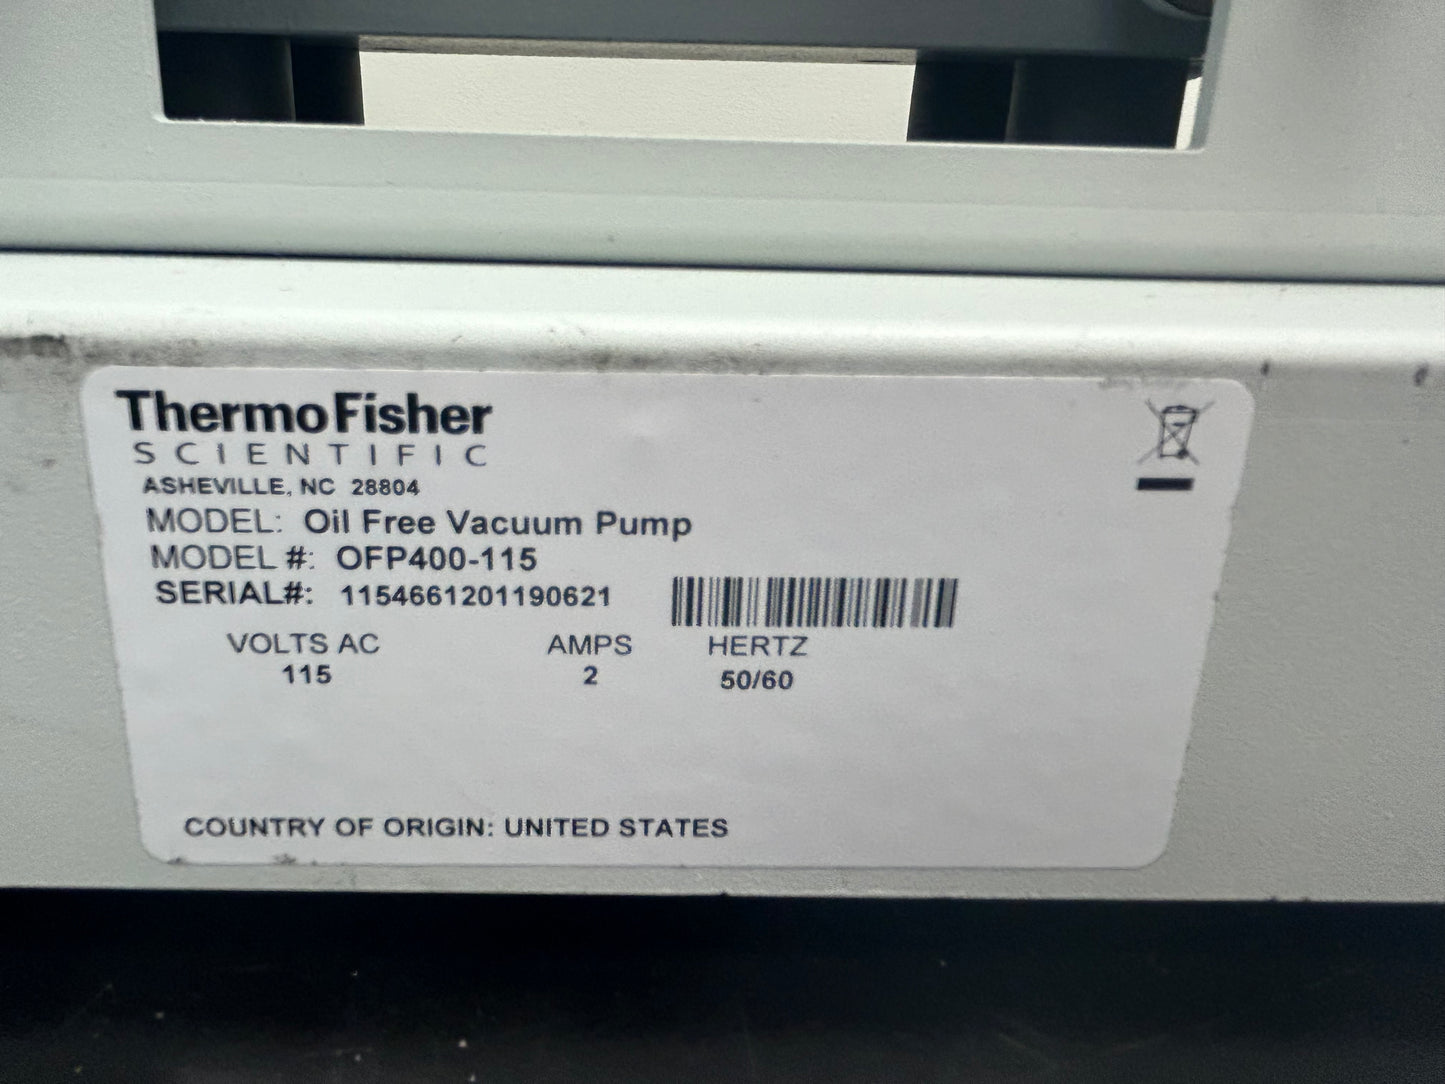 ThermoFisher
SCIENTIFIC
ASHEVILLE, NC 28804
MODEL: Oil Free Vacuum Pump
MODEL #: OFP400-115
SERIAL#: 1154661201190621
VOLTS AC AMPS HERTZ
115 2 50/60
COUNTRY OF ORIGIN: UNITED STATES